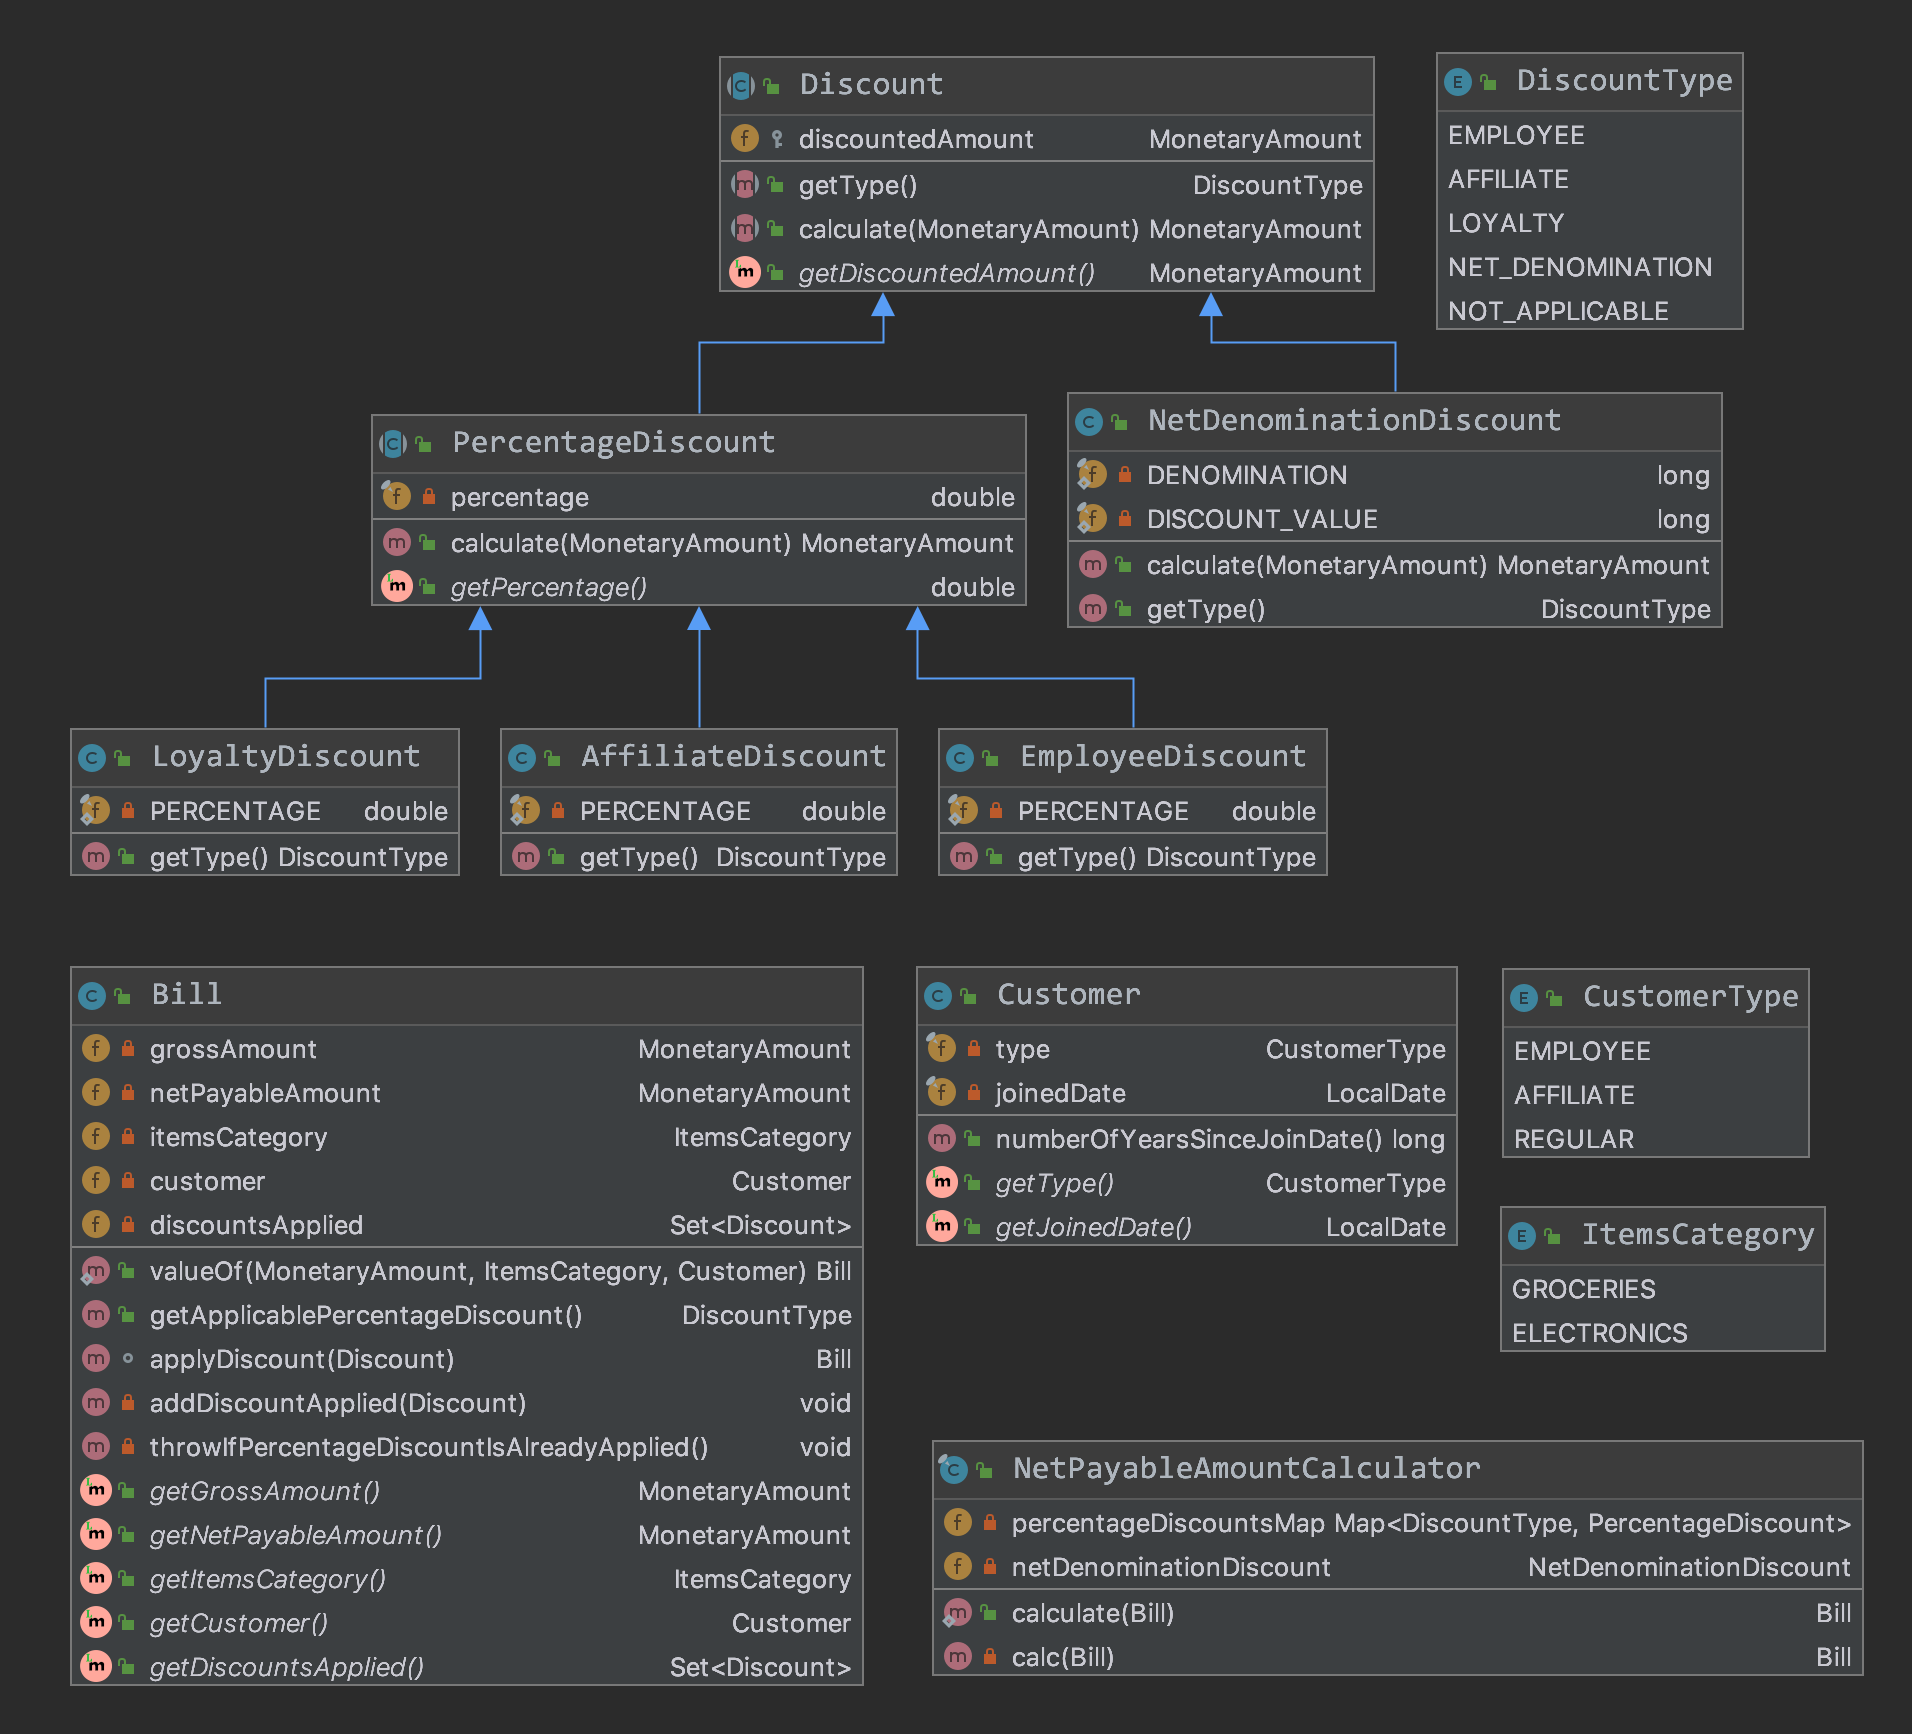 Discount
discountedAmount MonetaryAmount
getType() DiscountType
calculate(MonetaryAmount) MonetaryAmount
getDiscountedAmount() MonetaryAmount
DiscountType
EMPLOYEE
AFFILIATE
LOYALTY
NET_DENOMINATION
NOT_APPLICABLE
PercentageDiscount
percentage double
calculate(MonetaryAmount) MonetaryAmount
getPercentage() double
NetDenominationDiscount
DENOMINATION long
DISCOUNT_VALUE long
calculate(MonetaryAmount) MonetaryAmount
getType() DiscountType
LoyaltyDiscount
PERCENTAGE double
getType() DiscountType
AffiliateDiscount
PERCENTAGE double
getType() DiscountType
EmployeeDiscount
PERCENTAGE double
getType() DiscountType
Bill
grossAmount MonetaryAmount
netPayableAmount MonetaryAmount
itemsCategory ItemsCategory
customer Customer
discountsApplied Set<Discount>
valueOf(MonetaryAmount, ItemsCategory, Customer) Bill
getApplicablePercentageDiscount() DiscountType
applyDiscount(Discount) Bill
addDiscountApplied(Discount) void
throwIfPercentageDiscountIsAlreadyApplied() void
getGrossAmount() MonetaryAmount
getNetPayableAmount() MonetaryAmount
getItemsCategory() ItemsCategory
getCustomer() Customer
getDiscountsApplied() Set<Discount>
Customer
type CustomerType
joinedDate LocalDate
numberOfYearsSinceJoinDate() long
getType() CustomerType
getJoinedDate() LocalDate
CustomerType
EMPLOYEE
AFFILIATE
REGULAR
ItemsCategory
GROCERIES
ELECTRONICS
NetPayableAmountCalculator
percentageDiscountsMap Map<DiscountType, PercentageDiscount>
netDenominationDiscount NetDenominationDiscount
calculate(Bill) Bill
calc(Bill) Bill